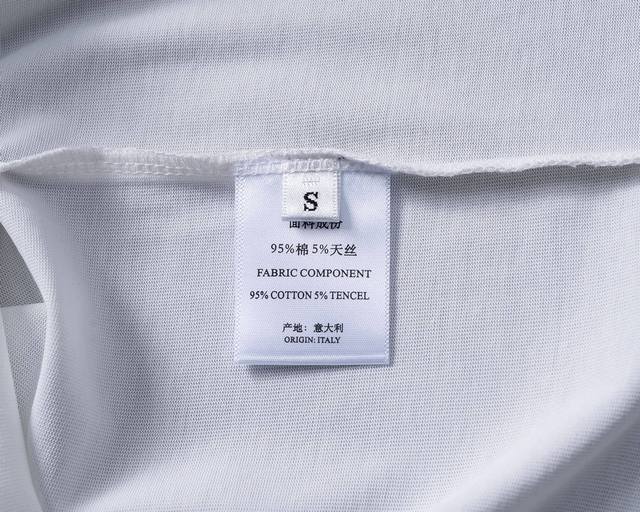 S
面料成份
95%棉 5%天丝
FABRIC COMPONENT
95% COTTON 5% TENCEL
产地：意大利
ORIGIN: ITALY